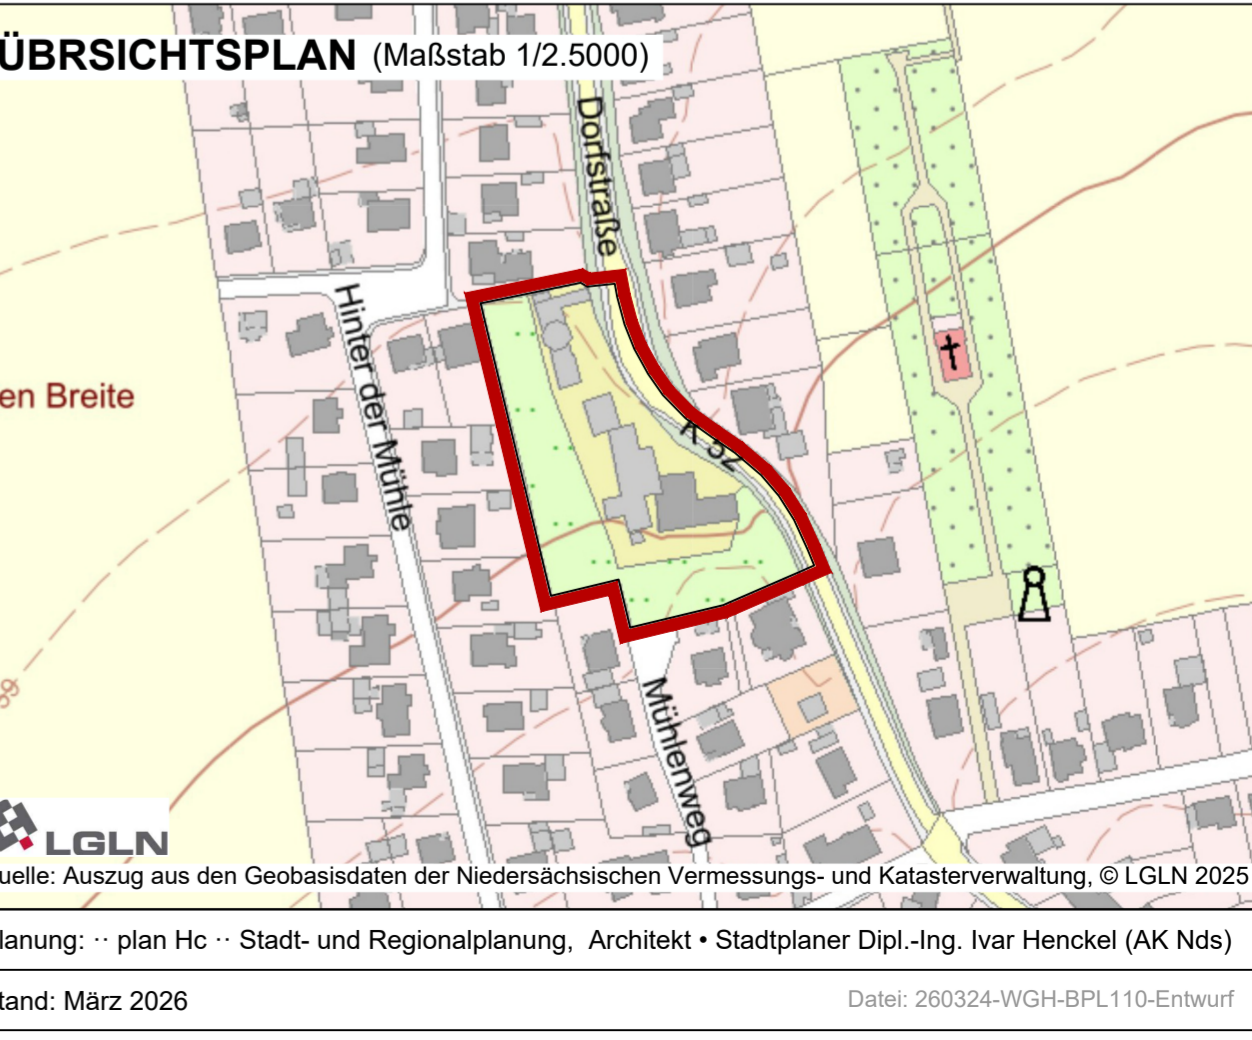 ÜBRSICHTSPLAN (Maßstab 1/2.5000)
Dorfstraße
Hinter der Mühle
en Breite
K 52
59
Mühlenweg
LGLN
uelle: Auszug aus den Geobasisdaten der Niedersächsischen Vermessungs- und Katasterverwaltung, © LGLN 2025
lanung: ·· plan Hc ·· Stadt- und Regionalplanung, Architekt • Stadtplaner Dipl.-Ing. Ivar Henckel (AK Nds)
tand: März 2026
Datei: 260324-WGH-BPL110-Entwurf